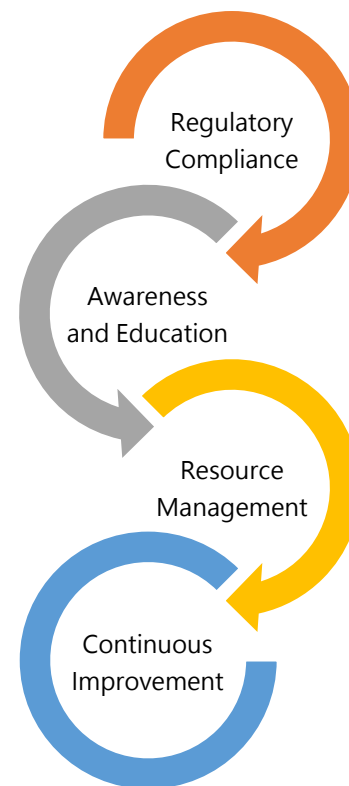 Regulatory
Compliance
Awareness
and Education
Resource
Management
Continuous
Improvement